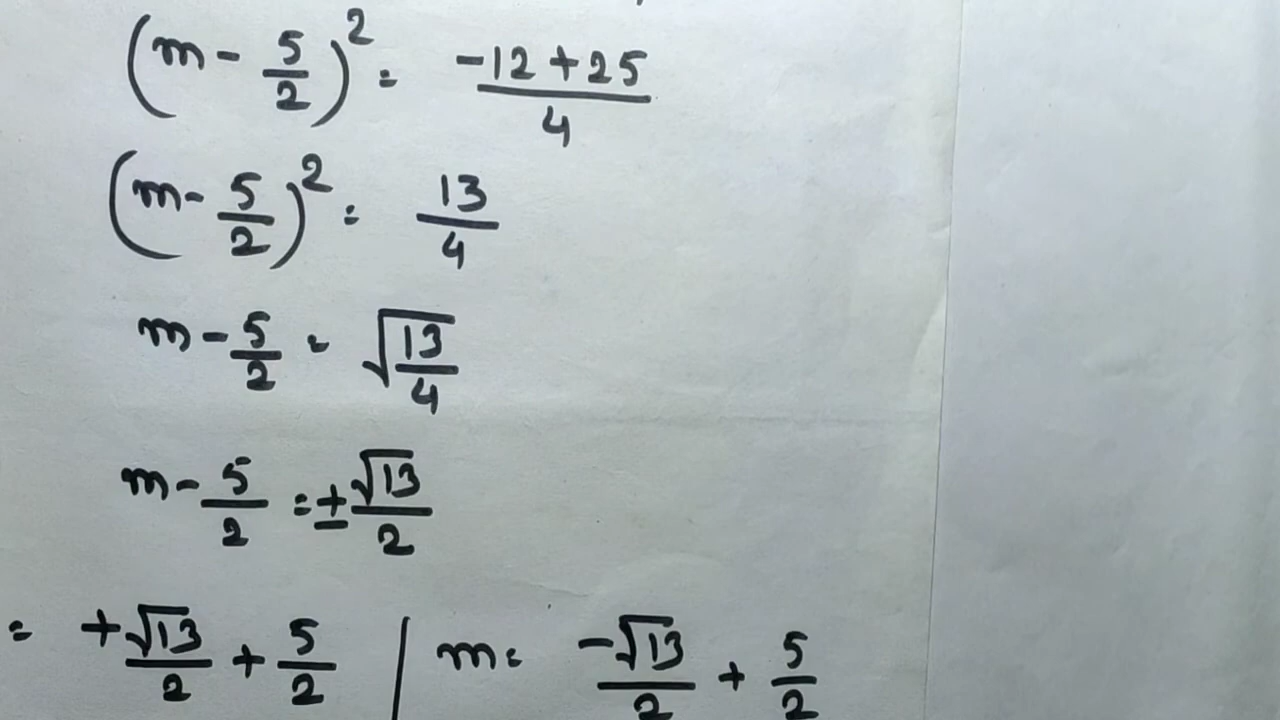 (m - 5/2)² = (-12 + 25)/4
(m - 5/2)² = 13/4
m - 5/2 = √(13/4)
m - 5/2 = ± √13/2
= + √13/2 + 5/2 | m = -√13/2 + 5/2